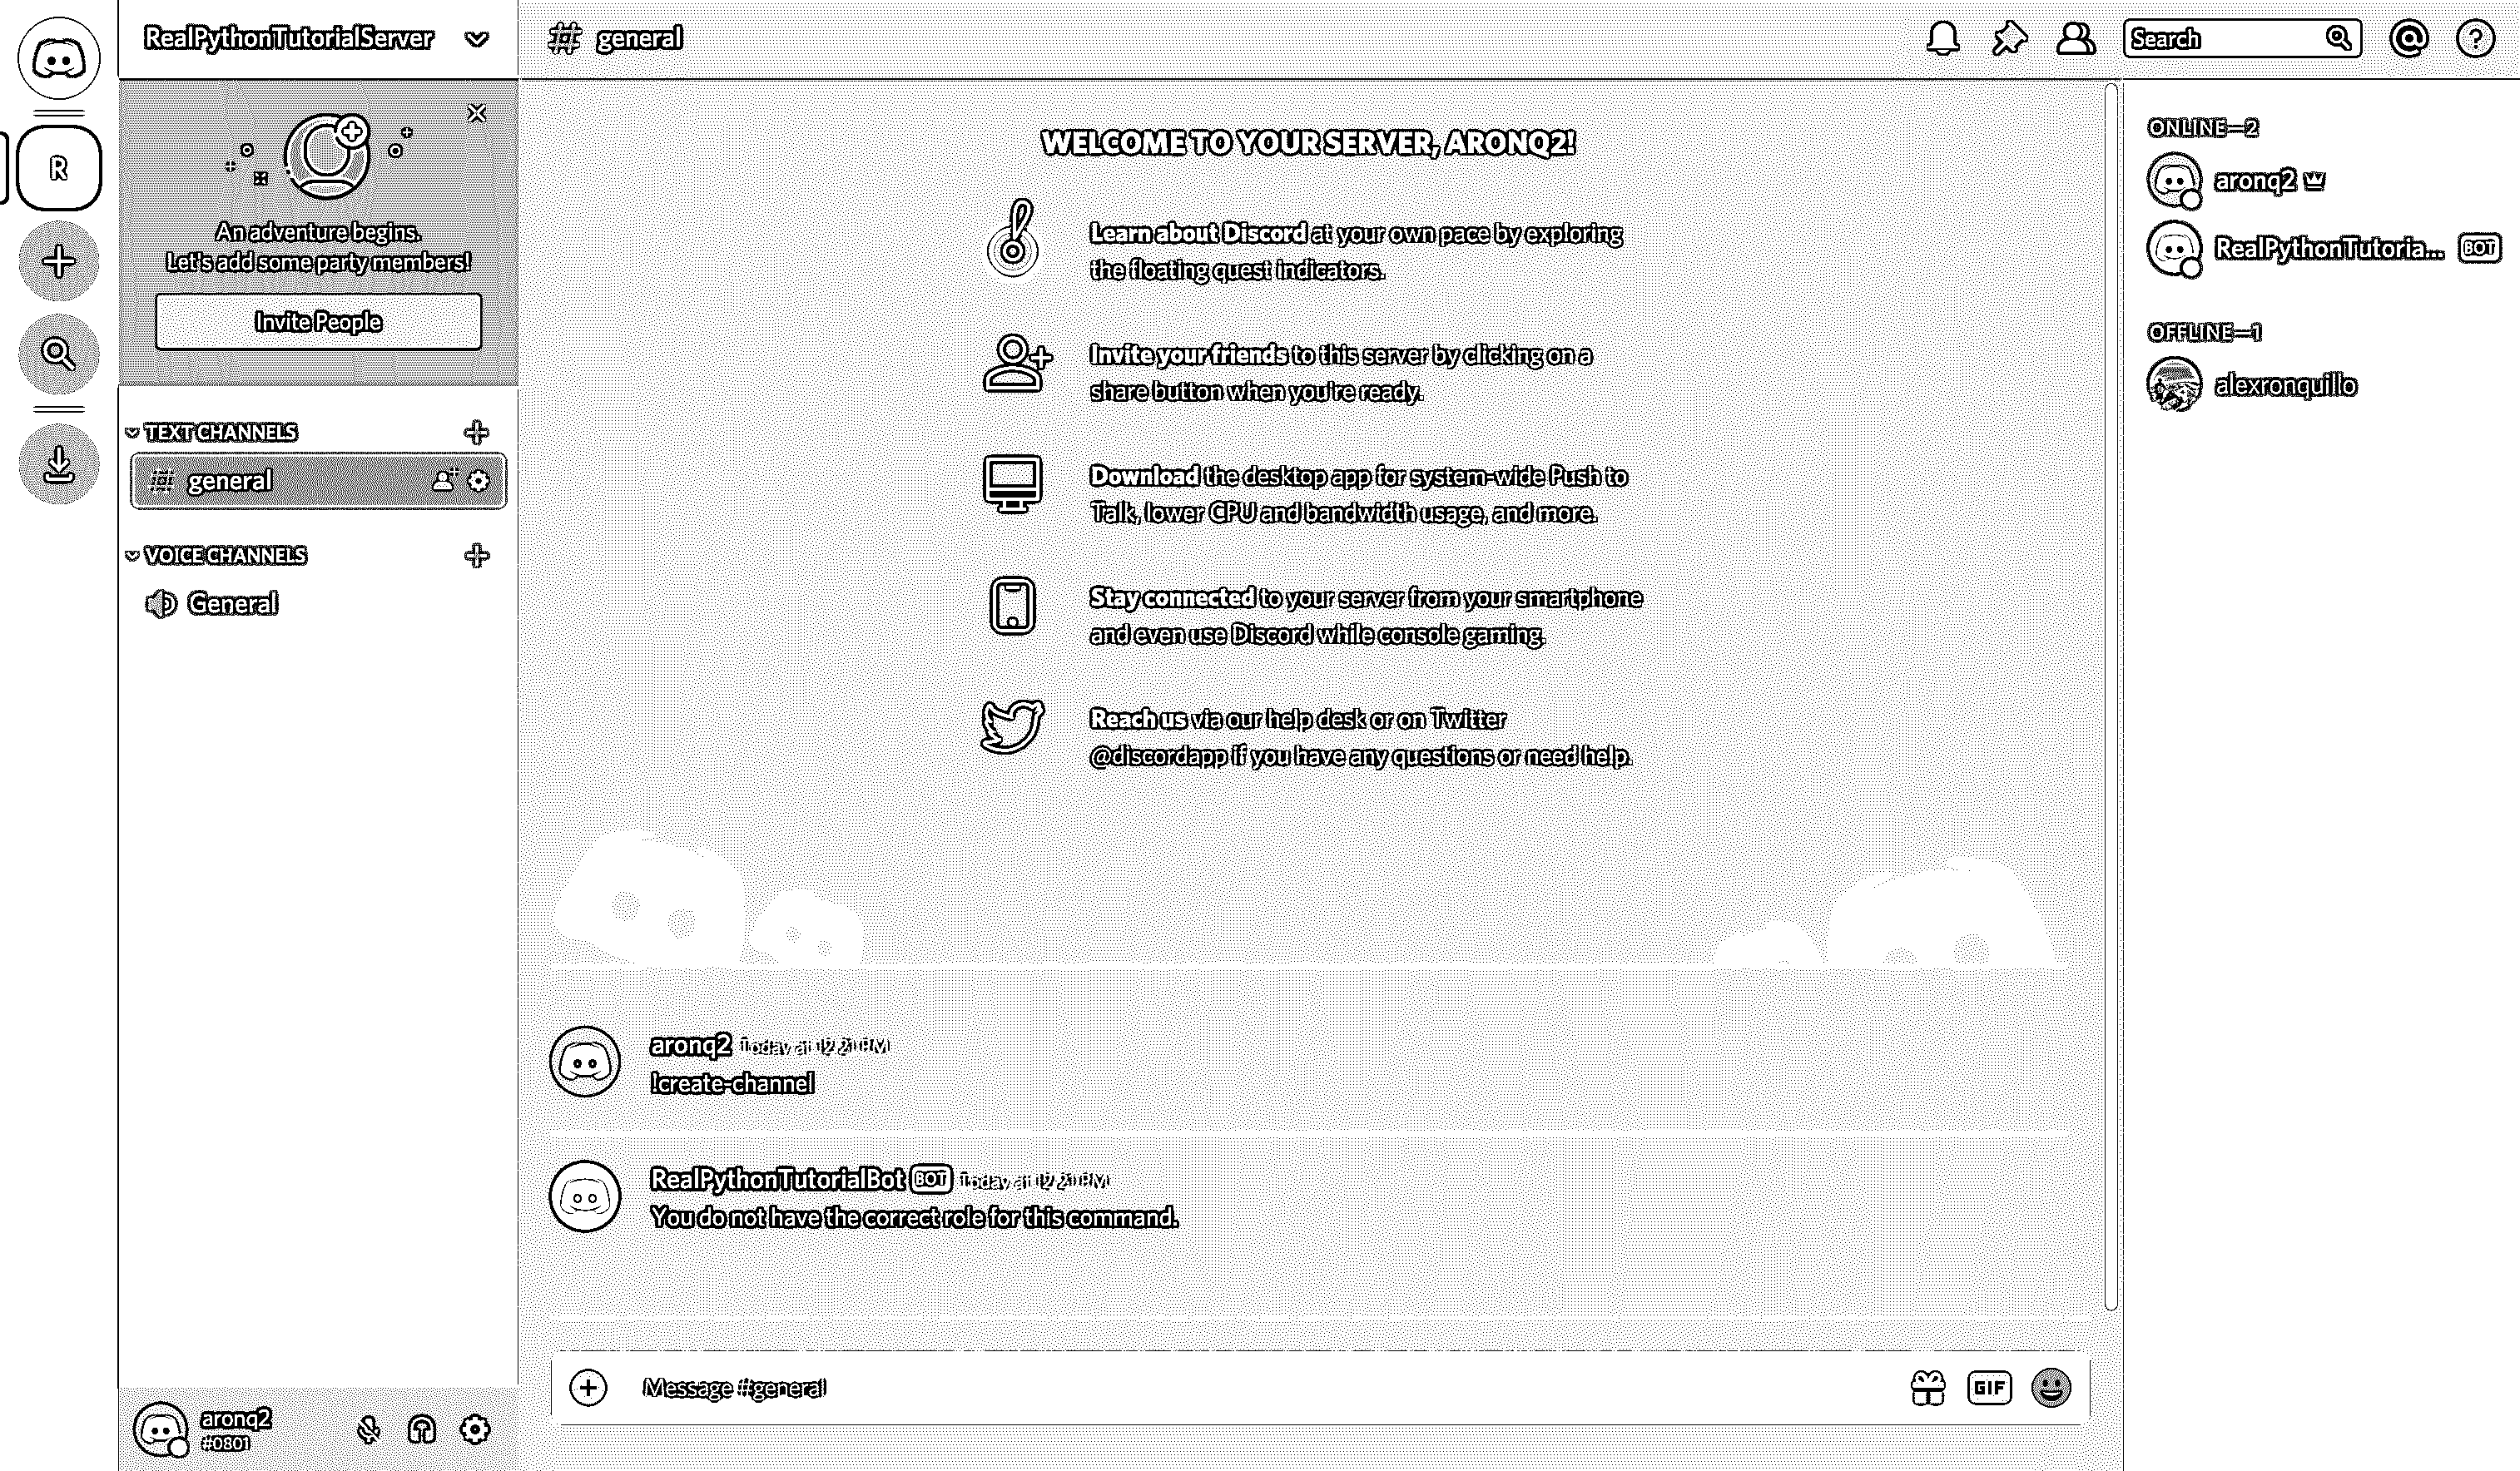 RealPythonTutorialServer
general
Search
R
An adventure begins.
Let's add some party members!
Invite People
TEXT CHANNELS
general
VOICE CHANNELS
General
WELCOME TO YOUR SERVER, ARONQ2!
Learn about Discord at your own pace by exploring
the floating quest indicators.
Invite your friends to this server by clicking on a
share button when you're ready.
Download the desktop app for system-wide Push to
Talk, lower CPU and bandwidth usage, and more.
Stay connected to your server from your smartphone
and even use Discord while console gaming.
Reach us via our help desk or on Twitter
@discordapp if you have any questions or need help.
aronq2 Today at 12:21 PM
!create-channel
RealPythonTutorialBot BOT Today at 12:21 PM
You do not have the correct role for this command.
Message #general
GIF
aronq2
#0801
ONLINE—2
aronq2
RealPythonTutoria... BOT
OFFLINE—1
alexronquillo